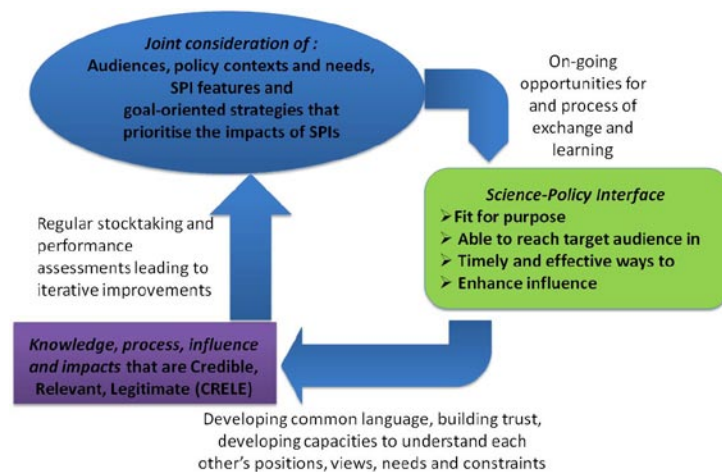 Joint consideration of :
Audiences, policy contexts and needs,
SPI features and
goal-oriented strategies that
prioritise the impacts of SPIs
On-going
opportunities for
and process of
exchange and
learning
Science-Policy Interface
➢ Fit for purpose
➢ Able to reach target audience in
➢ Timely and effective ways to
➢ Enhance influence
Regular stocktaking and
performance
assessments leading to
iterative improvements
Knowledge, process, influence
and impacts that are Credible,
Relevant, Legitimate (CRELE)
Developing common language, building trust,
developing capacities to understand each
other's positions, views, needs and constraints